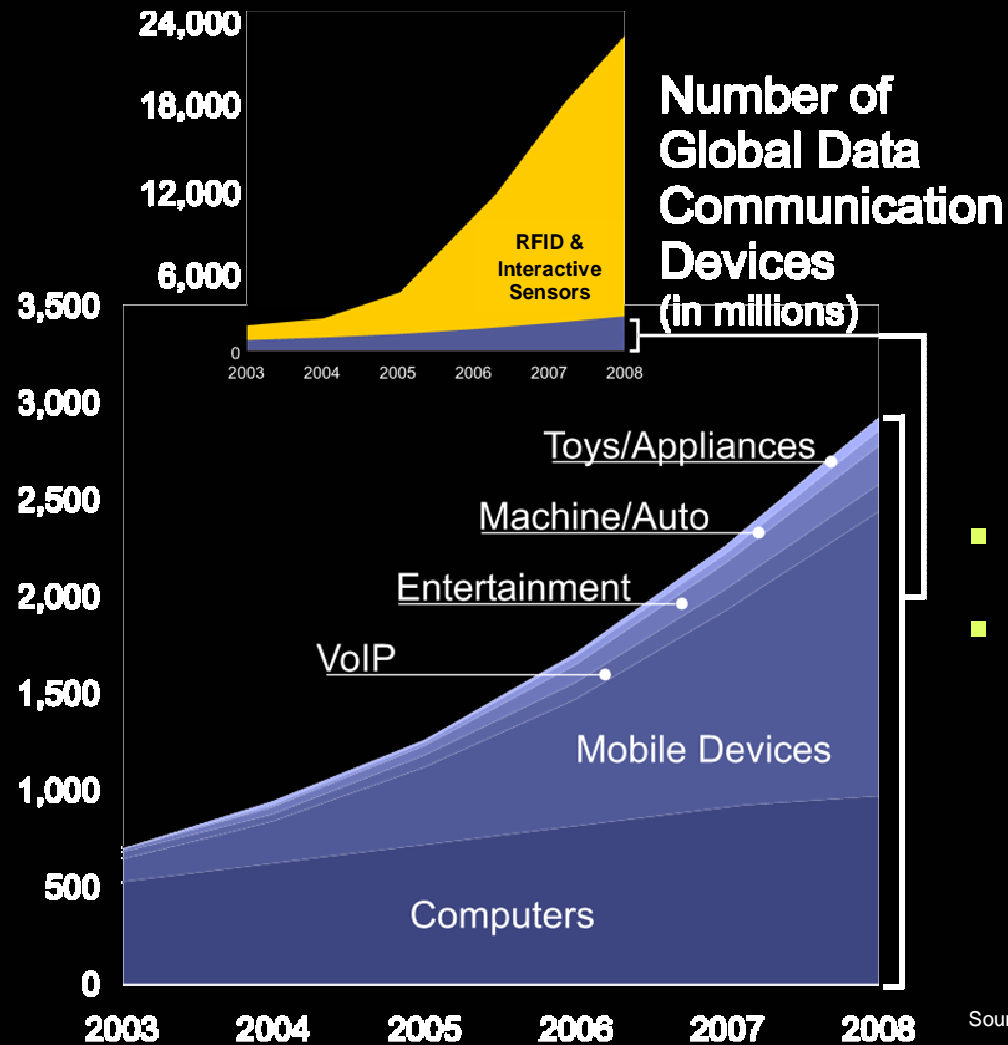 24,000
18,000
12,000
6,000
0
2003 2004 2005 2006 2007 2008
RFID &
Interactive
Sensors
Number of
Global Data
Communication
Devices
(in millions)
3,500
3,000
2,500
2,000
1,500
1,000
500
0
Toys/Appliances
Machine/Auto
Entertainment
VoIP
Mobile Devices
Computers
2003 2004 2005 2006 2007 2008
Sour